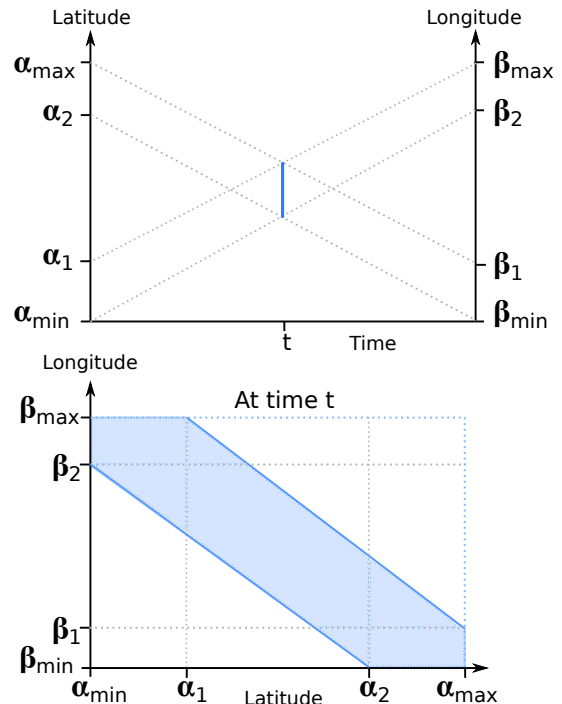 Latitude
Longitude
αmax
βmax
α2
β2
α1
β1
αmin
βmin
t
Time
Longitude
At time t
βmax
β2
β1
βmin
αmin
α1
Latitude
α2
αmax